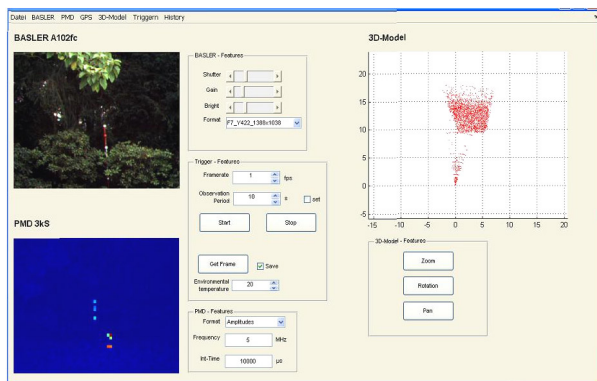 Datei BASLER PMD GPS 3D-Model Triggern History
BASLER A102fc
BASLER - Features
Shutter
Gain
Bright
Format F7_Y422_1388x1038
Trigger - Features
Framerate 1 fps
Observation Period 10 s set
Start Stop
Get Frame Save
Environmental temperature 20
PMD 3kS
PMD - Features
Format Amplitudes
Frequency 5 MHz
Int-Time 10000 µs
3D-Model
20
15
10
5
0
-5
-15 -10 -5 0 5 10 15 20
3D-Model - Features
Zoom
Rotation
Pan